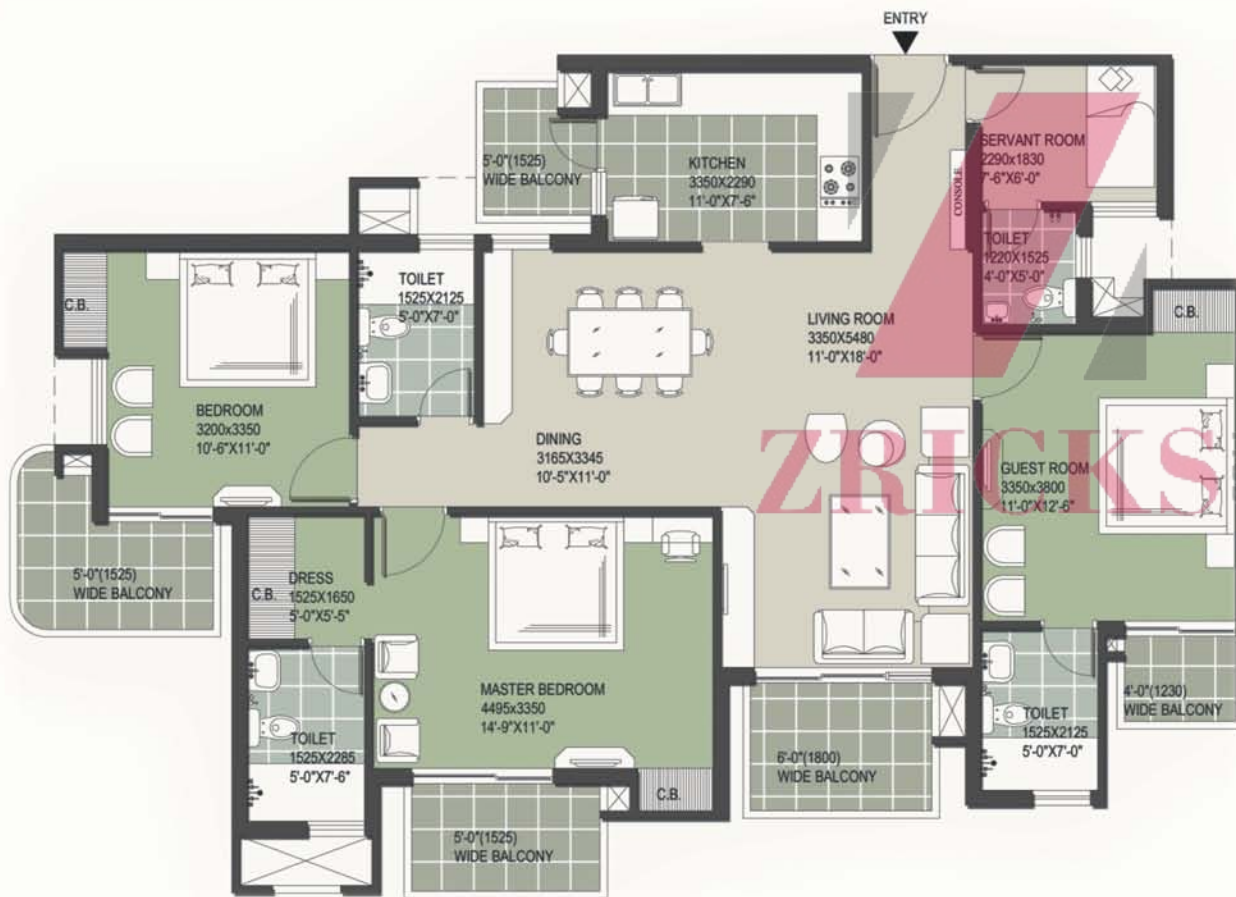 ENTRY
5'-0"(1525)
WIDE BALCONY
KITCHEN
3350X2290
11'-0"X7'-6"
CONSOLE
SERVANT ROOM
2290x1830
7'-6"X6'-0"
TOILET
1220X1525
4'-0"X5'-0"
C.B.
C.B.
TOILET
1525X2125
5'-0"X7'-0"
LIVING ROOM
3350X5480
11'-0"X18'-0"
BEDROOM
3200x3350
10'-6"X11'-0"
DINING
3165X3345
10'-5"X11'-0"
ZRICKS
GUEST ROOM
3350x3800
11'-0"X12'-6"
5'-0"(1525)
WIDE BALCONY
C.B.
DRESS
1525X1650
5'-0"X5'-5"
MASTER BEDROOM
4495x3350
14'-9"X11'-0"
TOILET
1525X2285
5'-0"X7'-6"
C.B.
6'-0"(1800)
WIDE BALCONY
TOILET
1525X2125
5'-0"X7'-0"
4'-0"(1230)
WIDE BALCONY
5'-0"(1525)
WIDE BALCONY